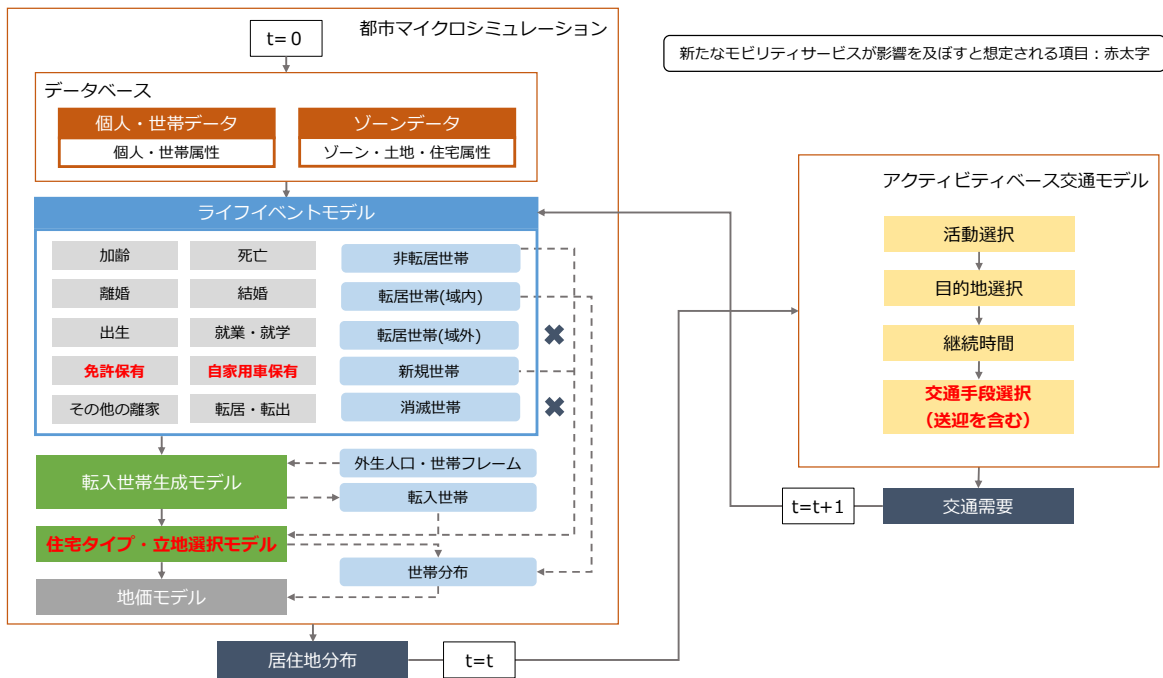 都市マイクロシミュレーション
t=0
新たなモビリティサービスが影響を及ぼすと想定される項目：赤太字
データベース
個人・世帯データ
個人・世帯属性
ゾーンデータ
ゾーン・土地・住宅属性
ライフイベントモデル
加齢
死亡
非転居世帯
離婚
結婚
転居世帯(域内)
出生
就業・就学
転居世帯(域外)
免許保有
自家用車保有
新規世帯
その他の離家
転居・転出
消滅世帯
転入世帯生成モデル
外生人口・世帯フレーム
転入世帯
住宅タイプ・立地選択モデル
世帯分布
地価モデル
居住地分布
t=t
アクティビティベース交通モデル
活動選択
目的地選択
継続時間
交通手段選択
（送迎を含む）
交通需要
t=t+1